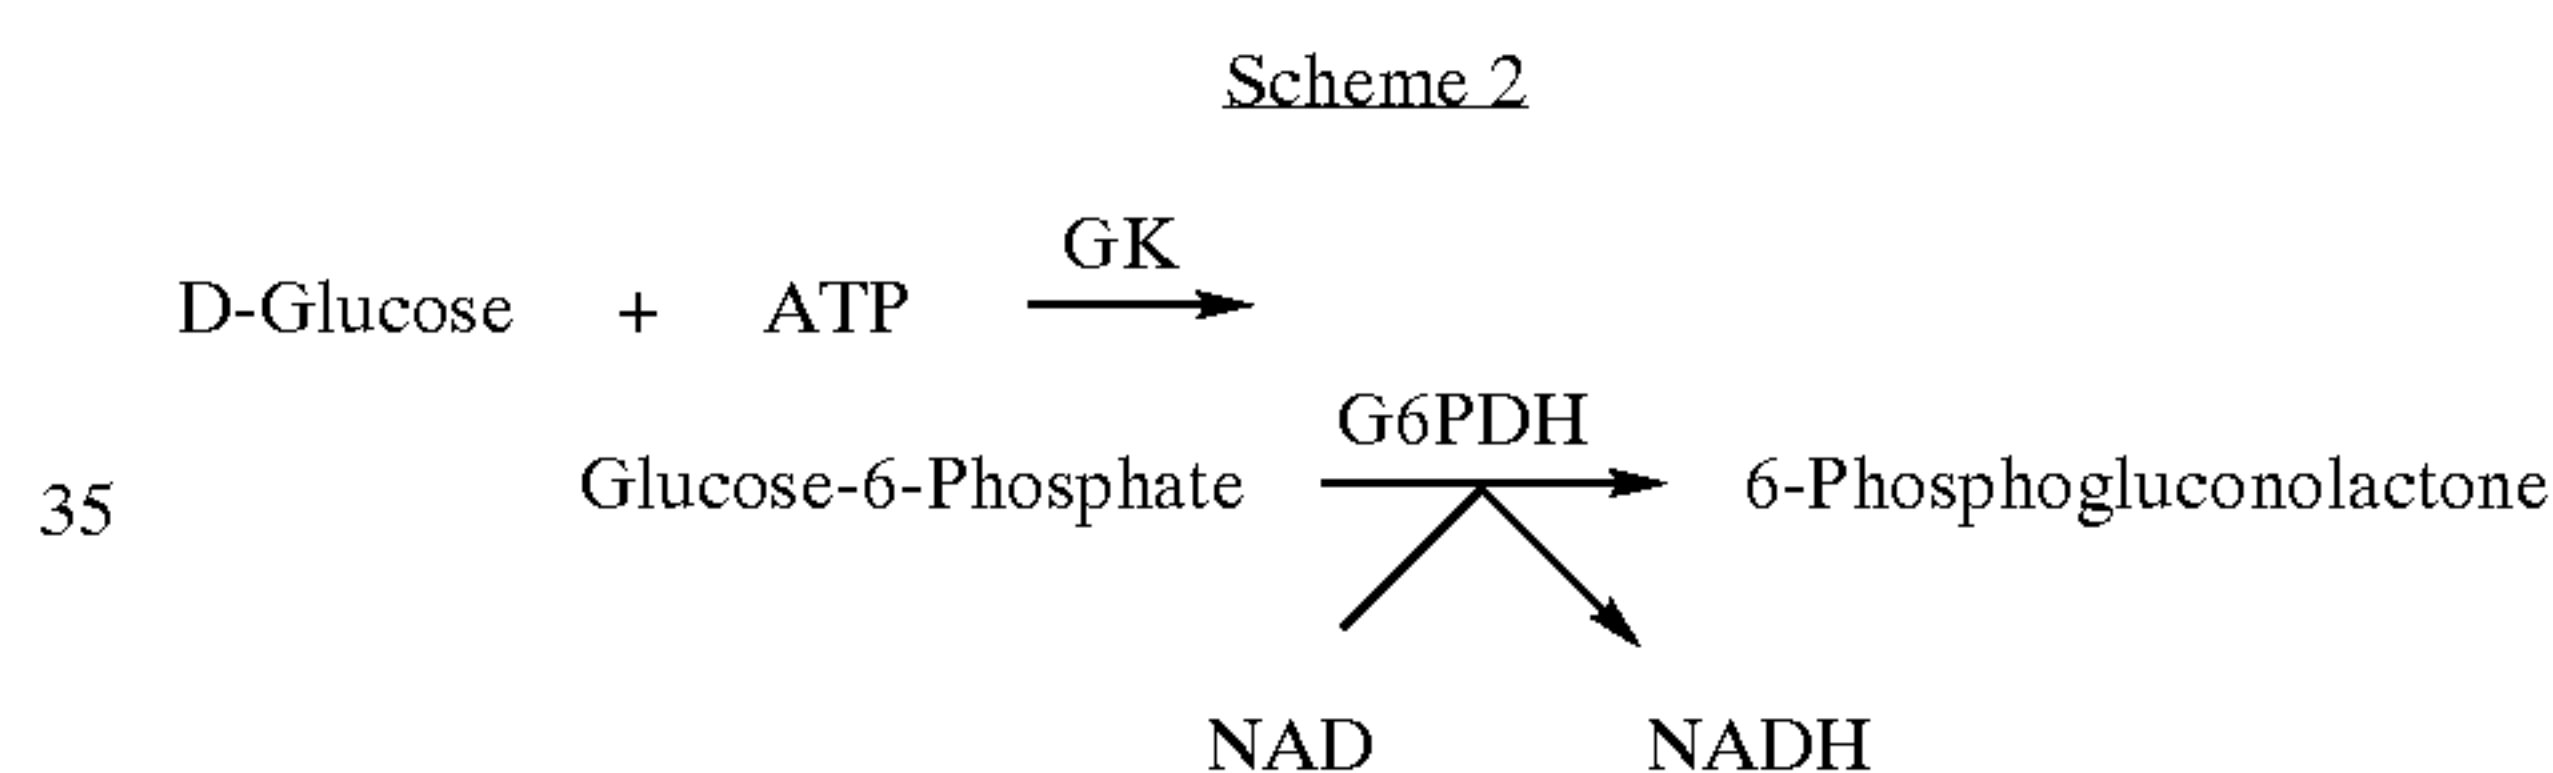 Scheme 2
GK
D-Glucose + ATP
G6PDH
35 Glucose-6-Phosphate 6-Phosphogluconolactone
NAD NADH